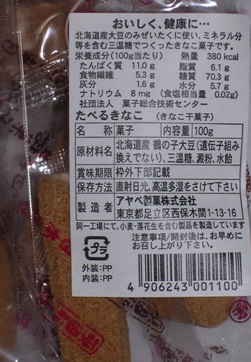 おいしく、健康に…
北海道産大豆のみぜいたくに使い、ミネラル分
等を含む三温糖でつくったきなこ菓子です。
栄養成分(100g当たり) 熱量 380 kcal
たんぱく質 11.0 g 脂質 6.1 g
食物繊維 5.3 g 糖質 70.3 g
灰分 1.6 g 水分 5.7 g
ナトリウム 8 mg (食塩相当量 0.02g)
社団法人 菓子総合技術センター
たべるきなこ (きなこ干菓子)
名称 菓子 内容量 100g
原材料名 北海道産 鶴の子大豆(遺伝子組み
換えでない)、三温糖、澱粉、水飴
賞味期限 枠外下部記載
保存方法 直射日光、高温多湿をさけて下さい
製造者 アヤベ製菓株式会社
東京都足立区西保木間1-13-16
同一工場にて、小麦・落花生を含む製品を製造しています
注意事項/開封後は、お早めに
お召し上がり下さい。
プラ
外装:PP
内装:PP
4 906243 001100